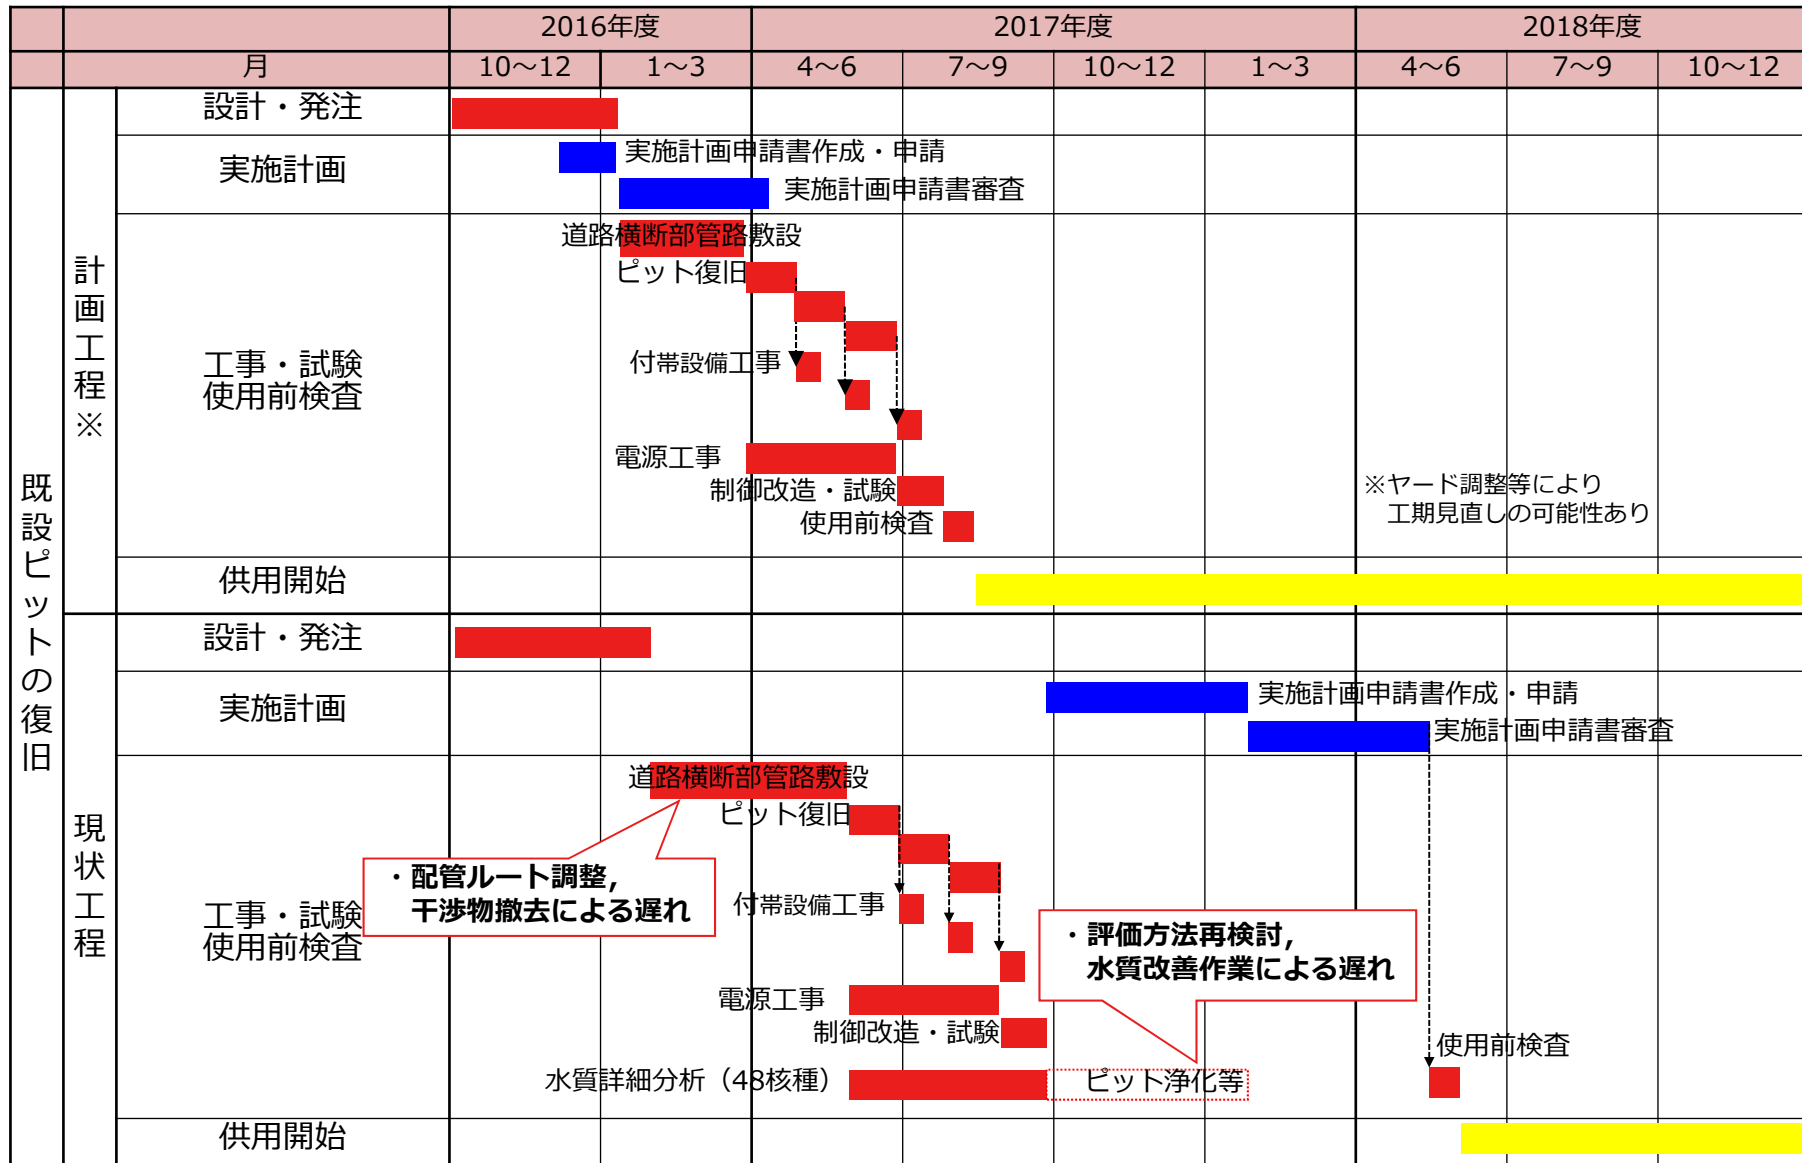 2016年度 2017年度 2018年度
月 10～12 1～3 4～6 7～9 10～12 1～3 4～6 7～9 10～12
既設ピットの復旧
計画工程※
設計・発注
実施計画
実施計画申請書作成・申請
実施計画申請書審査
工事・試験
使用前検査
道路横断部管路敷設
ピット復旧
付帯設備工事
電源工事
制御改造・試験
使用前検査
※ヤード調整等により
工期見直しの可能性あり
供用開始
現状工程
設計・発注
実施計画
実施計画申請書作成・申請
実施計画申請書審査
工事・試験
使用前検査
道路横断部管路敷設
ピット復旧
・配管ルート調整，
干渉物撤去による遅れ
付帯設備工事
・評価方法再検討，
水質改善作業による遅れ
電源工事
制御改造・試験
使用前検査
水質詳細分析（48核種）
ピット浄化等
供用開始